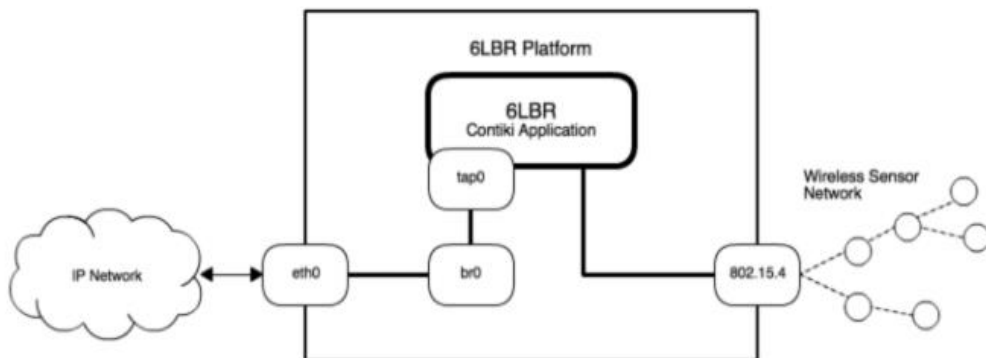 6LBR Platform
6LBR
Contiki Application
tap0
Wireless Sensor
Network
IP Network
eth0
br0
802.15.4